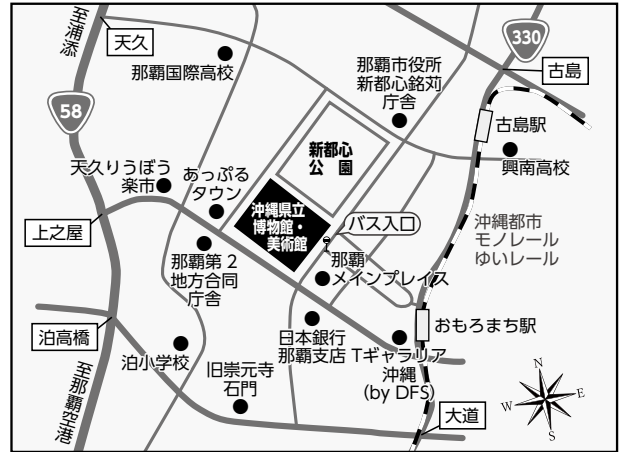 至浦添
天久
那覇国際高校
58
330
古島
那覇市役所
新都心銘苅
庁舎
古島駅
興南高校
新都心
公園
天久りうぼう
楽市
あっぷる
タウン
沖縄県立
博物館・
美術館
バス入口
沖縄都市
モノレール
ゆいレール
上之屋
那覇第2
地方合同
庁舎
那覇
メインプレイス
泊高橋
おもろまち駅
泊小学校
日本銀行
那覇支店
Tギャラリア
沖縄
(by DFS)
旧崇元寺
石門
至那覇空港
大道
N
W
E
S